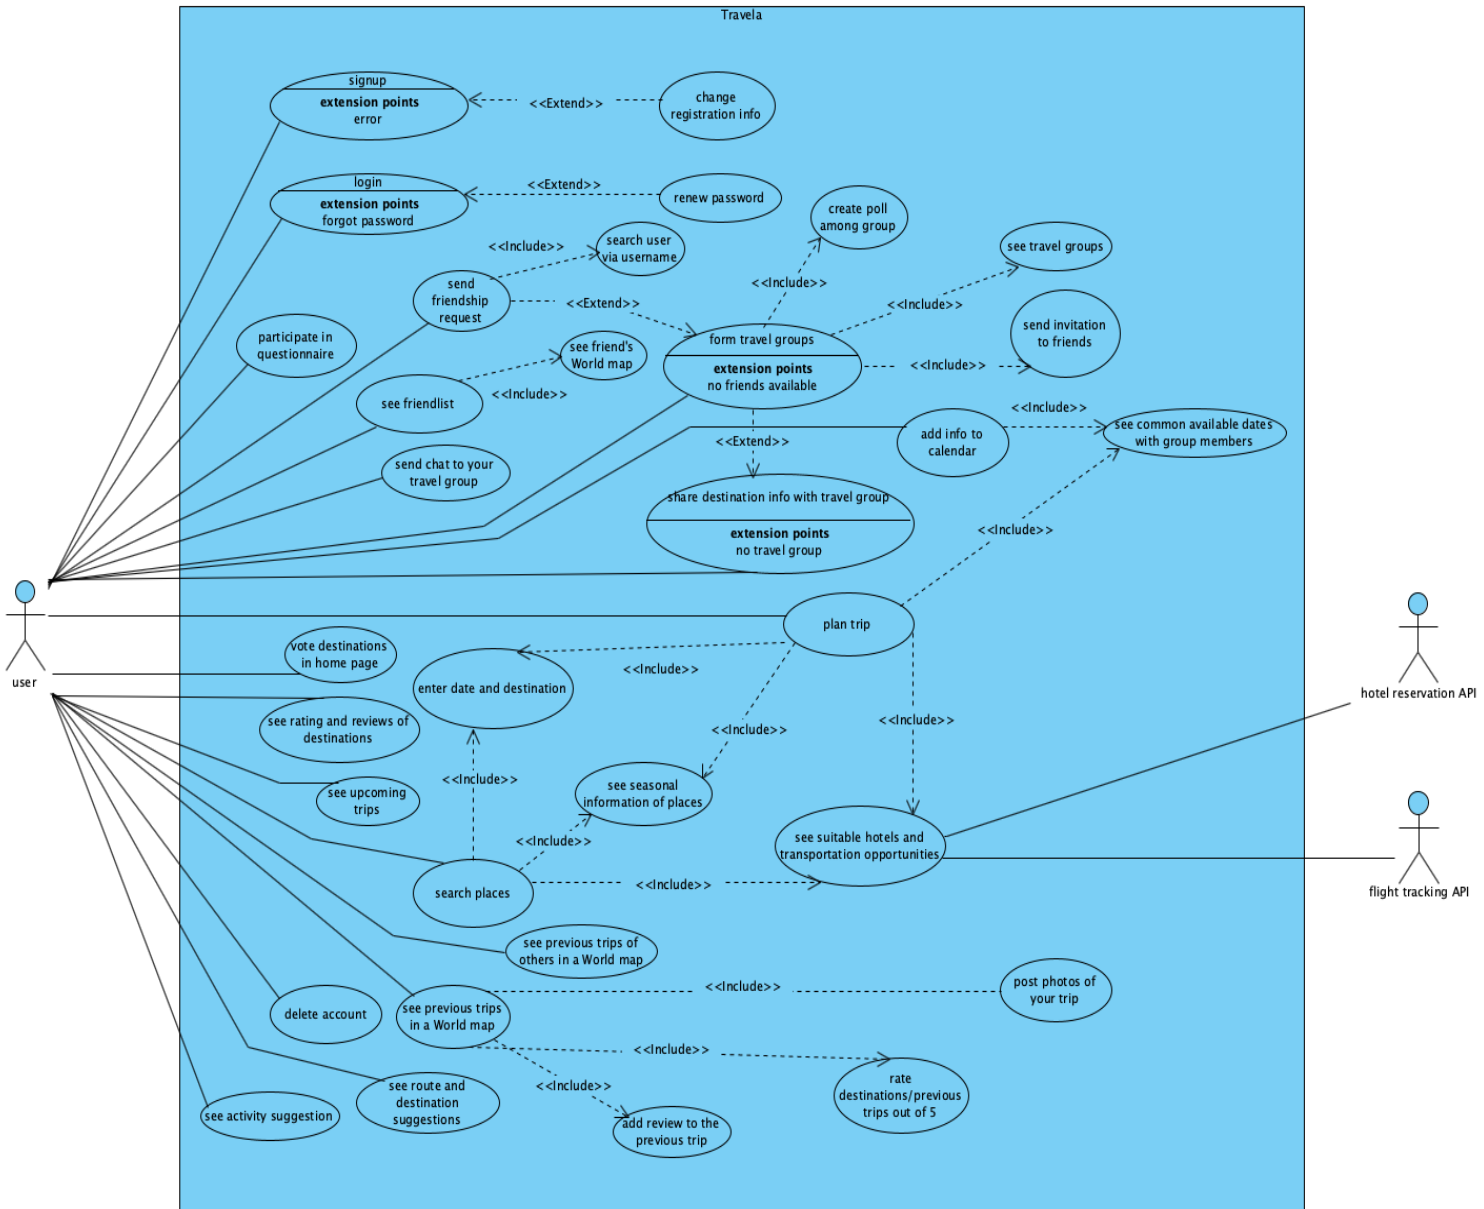 Travela
signup
extension points
error
<<Extend>>
change
registration info
login
extension points
forgot password
<<Extend>>
renew password
create poll
among group
<<Include>>
search user
via username
see travel groups
send
friendship
request
<<Extend>>
<<Include>>
<<Include>>
participate in
questionnaire
see friend's
World map
form travel groups
extension points
no friends available
send invitation
to friends
<<Include>>
<<Include>>
see friendlist
<<Include>>
add info to
calendar
see common available dates
with group members
<<Extend>>
send chat to your
travel group
share destination info with travel group
extension points
no travel group
<<Include>>
plan trip
user
vote destinations
in home page
enter date and destination
<<Include>>
hotel reservation API
see rating and reviews of
destinations
<<Include>>
<<Include>>
<<Include>>
see upcoming
trips
see seasonal
information of places
<<Include>>
see suitable hotels and
transportation opportunities
search places
<<Include>>
flight tracking API
see previous trips of
others in a World map
<<Include>>
post photos of
your trip
delete account
see previous trips
in a World map
<<Include>>
see route and
destination
suggestions
<<Include>>
rate
destinations/previous
trips out of 5
see activity suggestion
add review to the
previous trip